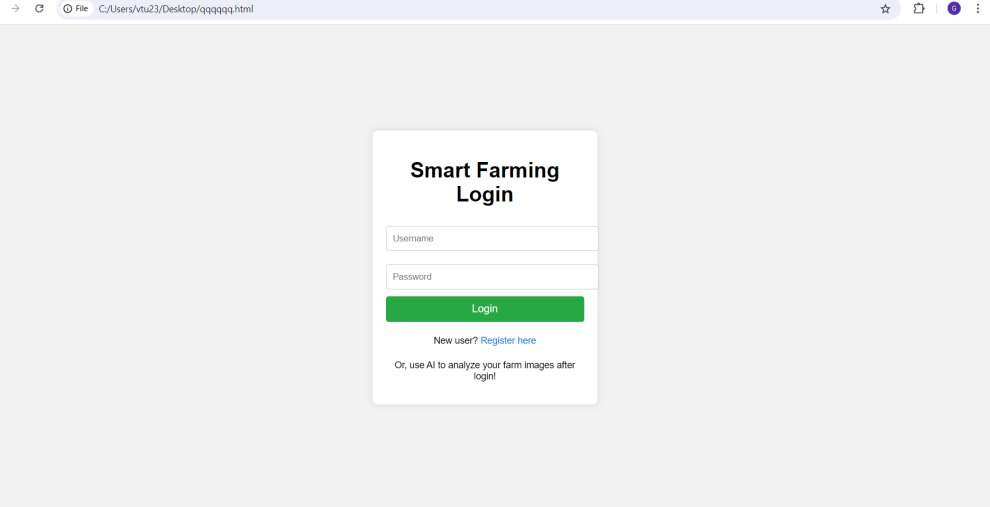 File
C:/Users/vtu23/Desktop/qqqqqq.html
G
Smart Farming
Login
Username
Password
Login
New user? Register here
Or, use AI to analyze your farm images after
login!